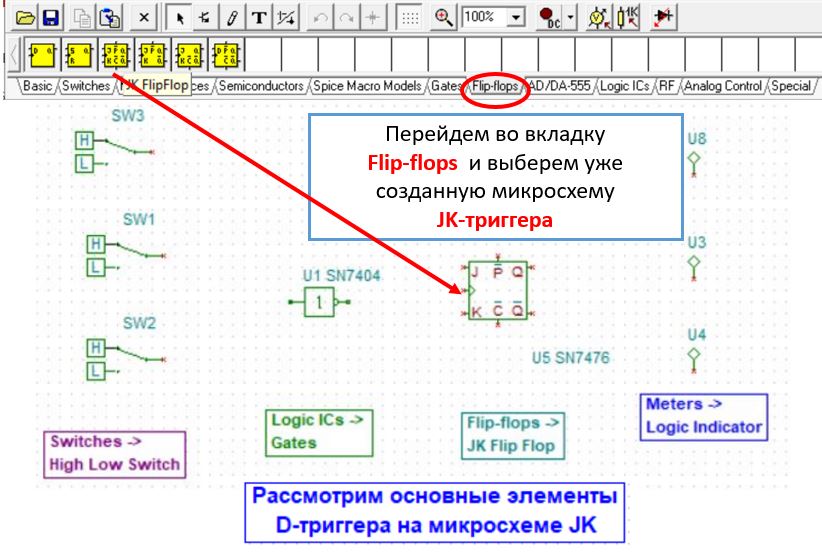 100%
DC
1K
JK FlipFlop
Basic Switches Semiconductors Spice Macro Models Gates Flip-flops AD/DA-555 Logic ICs RF Analog Control Special
SW3
H
L
Перейдем во вкладку
Flip-flops и выберем уже
созданную микросхему
JK-триггера
U8
SW1
H
L
U1 SN7404
1
J P Q
K C Q
U3
SW2
H
L
U5 SN7476
U4
Switches ->
High Low Switch
Logic ICs ->
Gates
Flip-flops ->
JK Flip Flop
Meters ->
Logic Indicator
Рассмотрим основные элементы
D-триггера на микросхеме JK